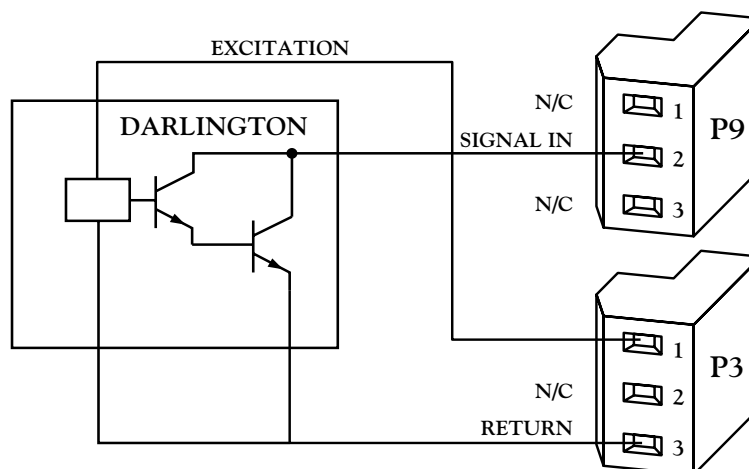 EXCITATION
DARLINGTON
N/C
1
P9
SIGNAL IN
2
N/C
3
1
P3
N/C
2
RETURN
3